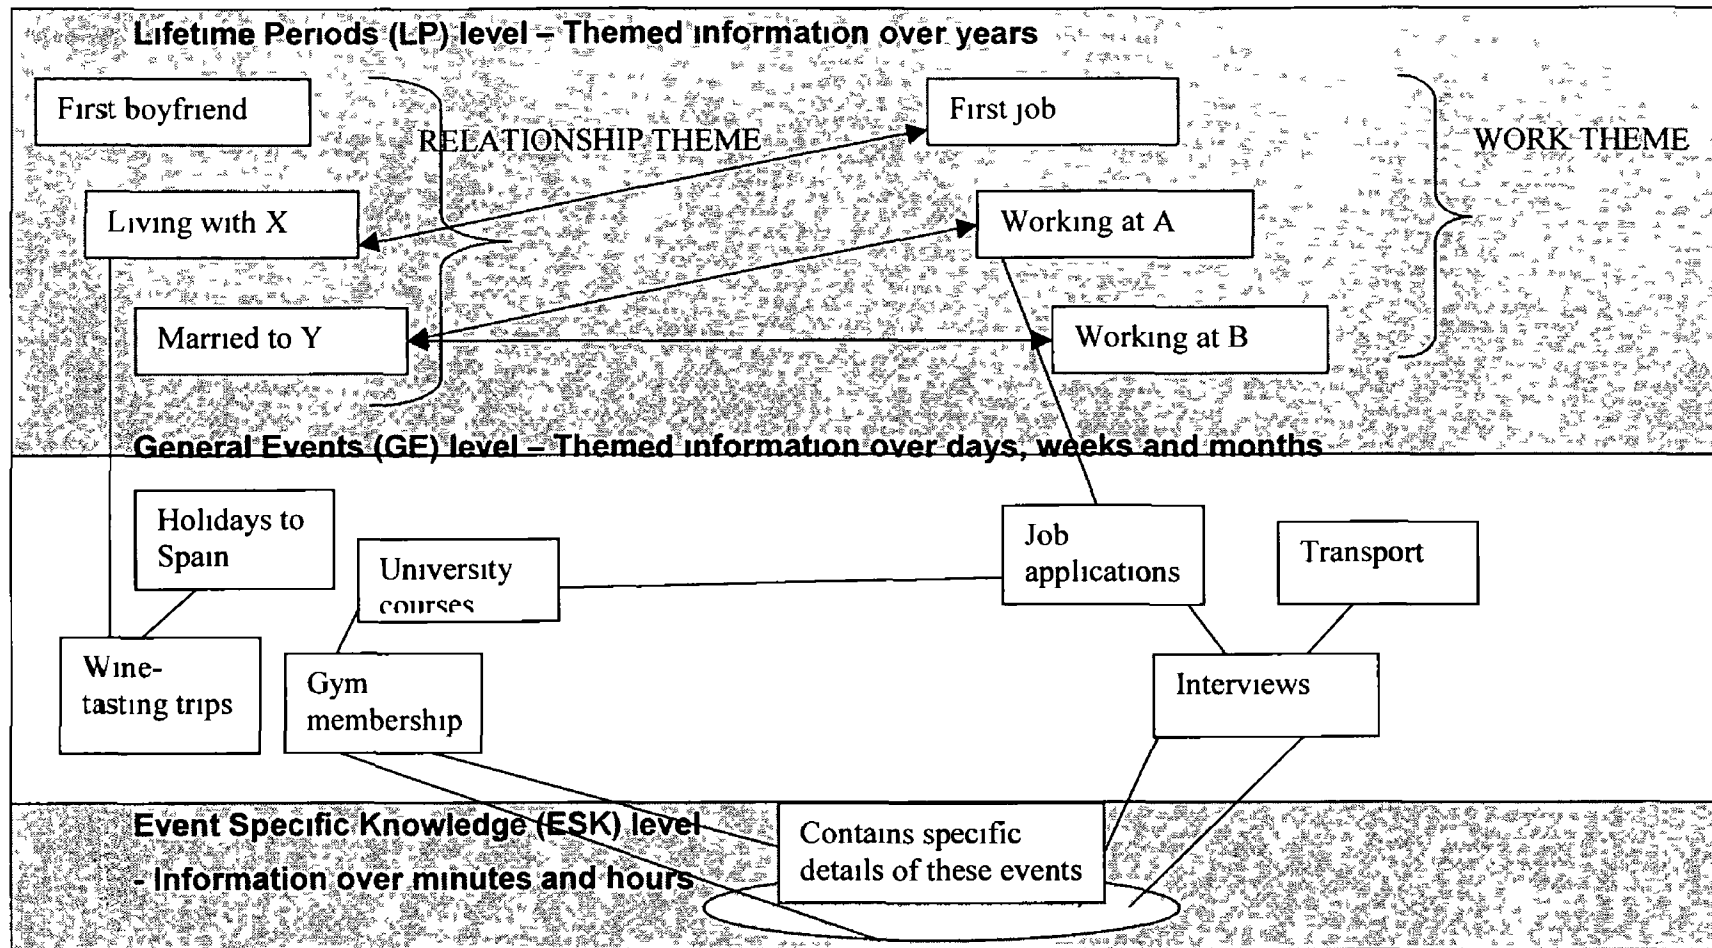 Lifetime Periods (LP) level – Themed information over years
First boyfriend
First job
RELATIONSHIP THEME
WORK THEME
Living with X
Working at A
Married to Y
Working at B
General Events (GE) level – Themed information over days, weeks and months
Holidays to
Spain
University
courses
Job
applications
Transport
Wine-
tasting trips
Gym
membership
Interviews
Event Specific Knowledge (ESK) level
- Information over minutes and hours
Contains specific
details of these events